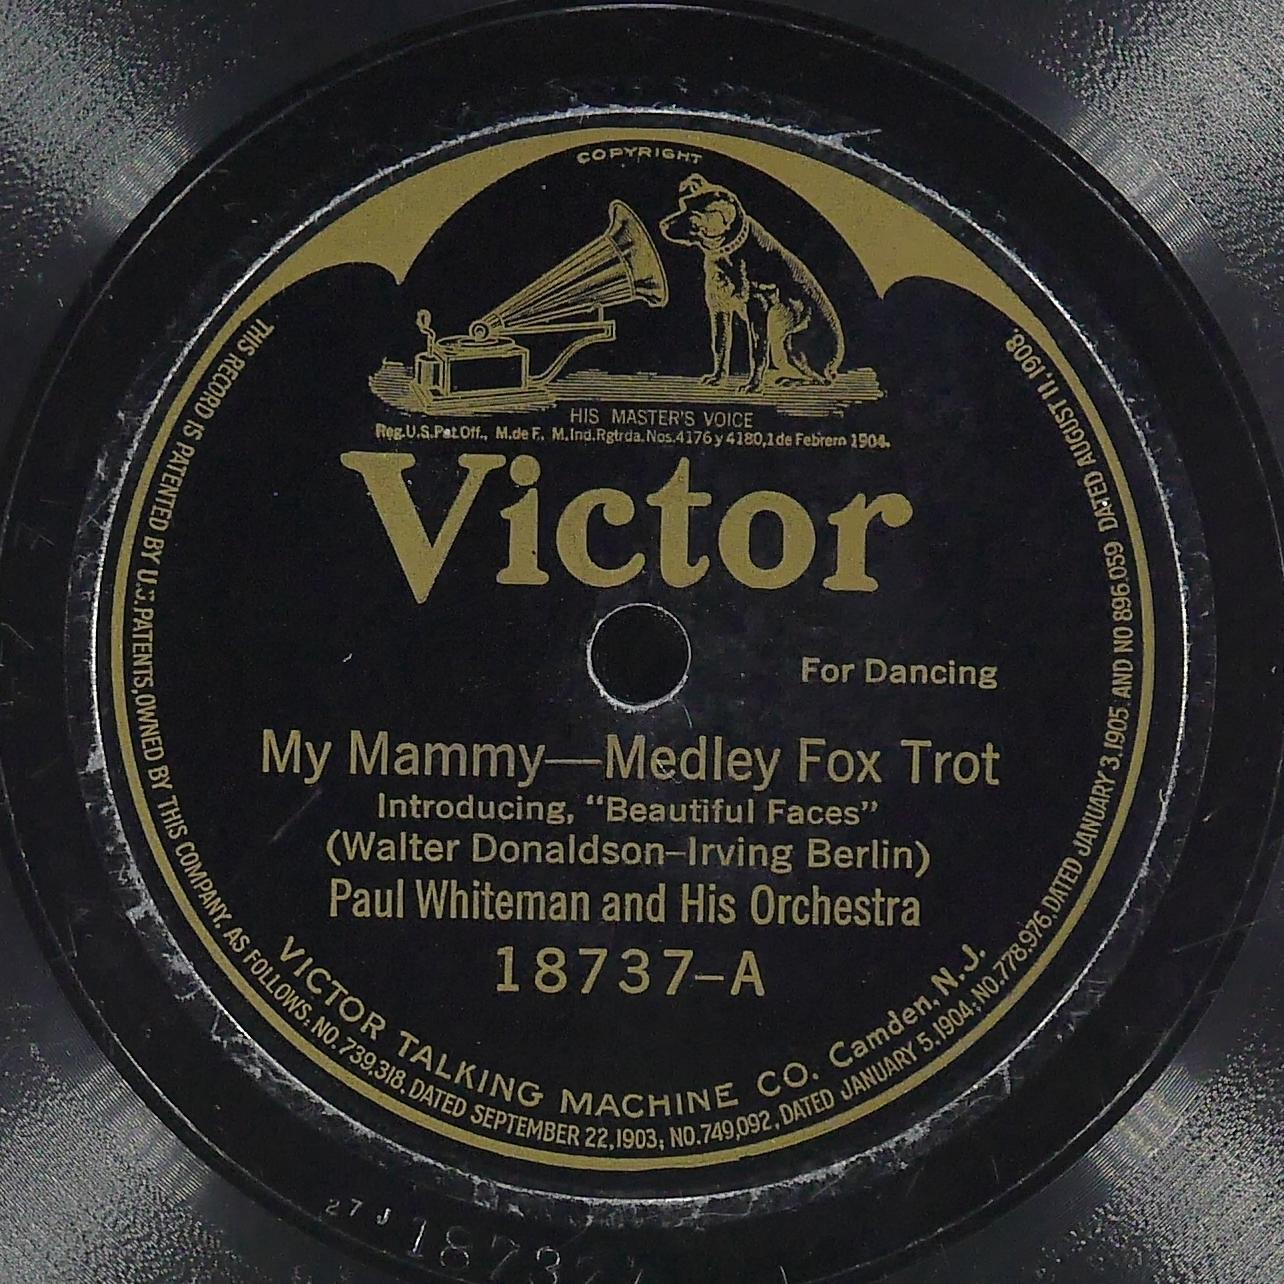 COPYRIGHT
HIS MASTER'S VOICE
Reg.U.S.Pat.Off., M.de F. M.Ind.Rgtrda.Nos.4176 y 4180,1 de Febrero 1904.
Victor
For Dancing
My Mammy—Medley Fox Trot
Introducing, "Beautiful Faces"
(Walter Donaldson–Irving Berlin)
Paul Whiteman and His Orchestra
18737–A
VICTOR TALKING MACHINE CO. Camden, N.J.
THIS RECORD IS PATENTED BY U.S. PATENTS, OWNED BY THIS COMPANY. AS FOLLOWS: NO. 739,318, DATED SEPTEMBER 22, 1903; NO. 749,092, DATED JANUARY 5, 1904; NO. 778,976, DATED JANUARY 3, 1905. AND NO 896,059 DATED AUGUST 11, 1908.
27 J 18737